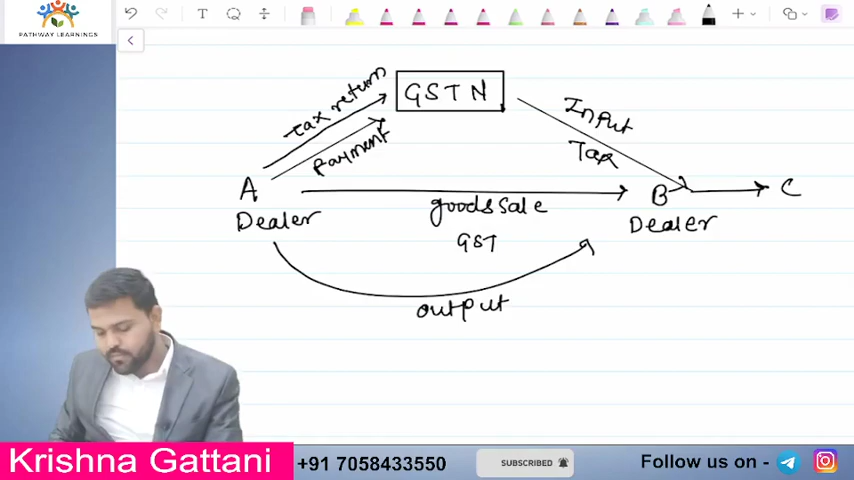 PATHWAY LEARNINGS
T
GSTN
tax return
Payment
Input
Tax
A
Dealer
goods sale
GST
B
Dealer
C
output
Krishna Gattani
+91 7058433550
SUBSCRIBED
Follow us on -